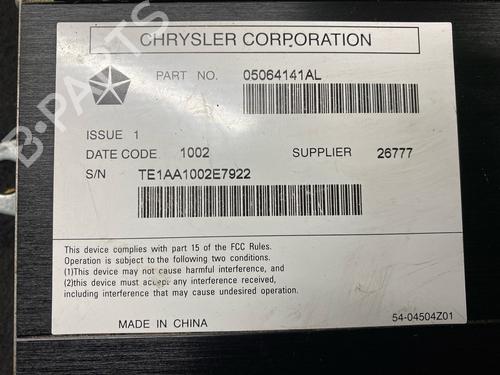 CHRYSLER CORPORATION
PART NO. 05064141AL
ISSUE 1
DATE CODE 1002 SUPPLIER 26777
S/N TE1AA1002E7922
This device complies with part 15 of the FCC Rules.
Operation is subject to the following two conditions.
(1)This device may not cause harmful interference, and
(2)this device must accept any interference received,
including interference that may cause undesired operation.
MADE IN CHINA 54-04504Z01
B-PARTS